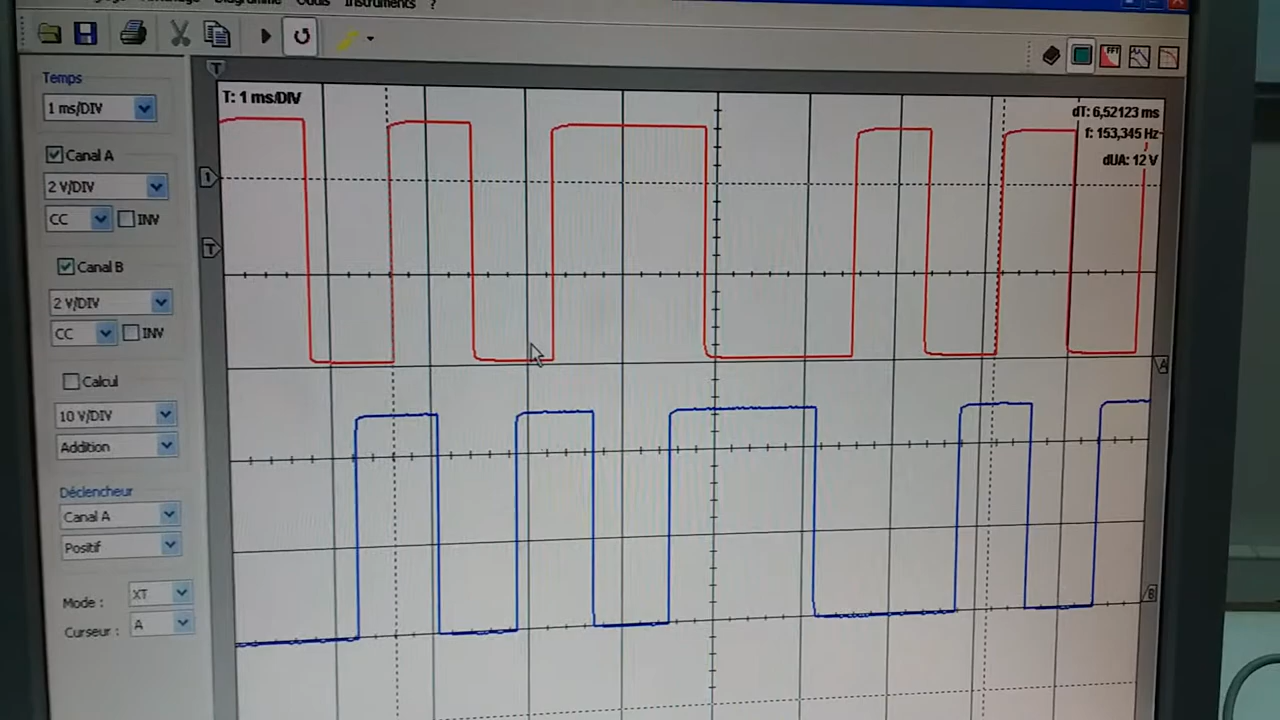 Instruments ?
Temps
1 ms/DIV
Canal A
2 V/DIV
CC INV
Canal B
2 V/DIV
CC INV
Calcul
10 V/DIV
Addition
Déclencheur
Canal A
Positif
Mode : XT
Curseur : A
T
T: 1 ms/DIV
dT: 6,52123 ms
f: 153,345 Hz
dUA: 12 V
1
T
A
B